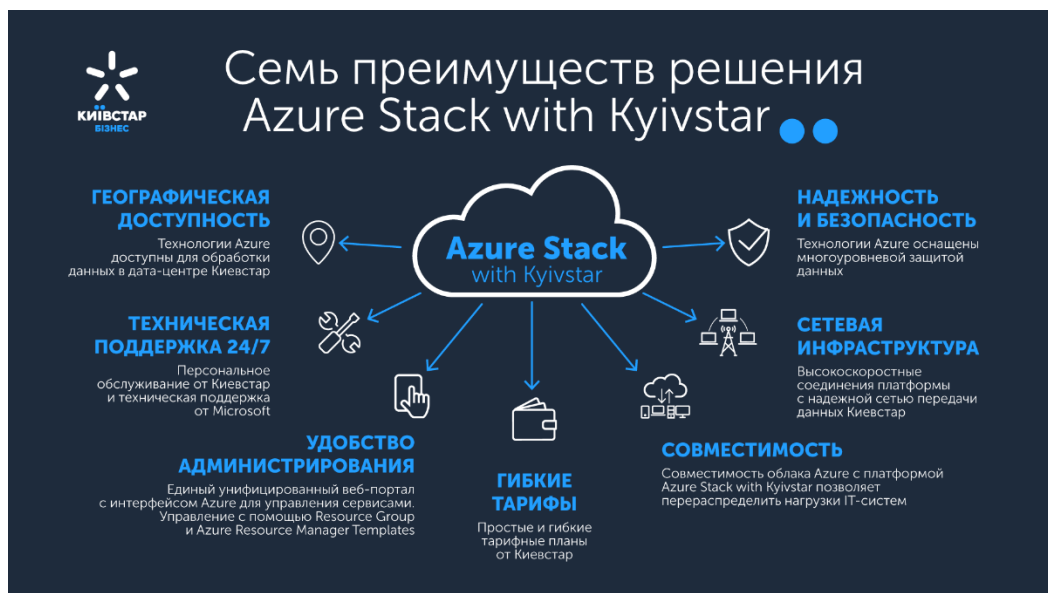 КИЇВСТАР
БІЗНЕС
Семь преимуществ решения
Azure Stack with Kyivstar
Azure Stack
with Kyivstar
ГЕОГРАФИЧЕСКАЯ
ДОСТУПНОСТЬ
Технологии Azure
доступны для обработки
данных в дата-центре Киевстар
ТЕХНИЧЕСКАЯ
ПОДДЕРЖКА 24/7
Персональное
обслуживание от Киевстар
и техническая поддержка
от Microsoft
УДОБСТВО
АДМИНИСТРИРОВАНИЯ
Единый унифицированный веб-портал
с интерфейсом Azure для управления сервисами.
Управление с помощью Resource Group
и Azure Resource Manager Templates
ГИБКИЕ
ТАРИФЫ
Простые и гибкие
тарифные планы
от Киевстар
СОВМЕСТИМОСТЬ
Совместимость облака Azure с платформой
Azure Stack with Kyivstar позволяет
перераспределить нагрузки IT-систем
СЕТЕВАЯ
ИНФРАСТРУКТУРА
Высокоскоростные
соединения платформы
с надежной сетью передачи
данных Киевстар
НАДЕЖНОСТЬ
И БЕЗОПАСНОСТЬ
Технологии Azure оснащены
многоуровневой защитой
данных